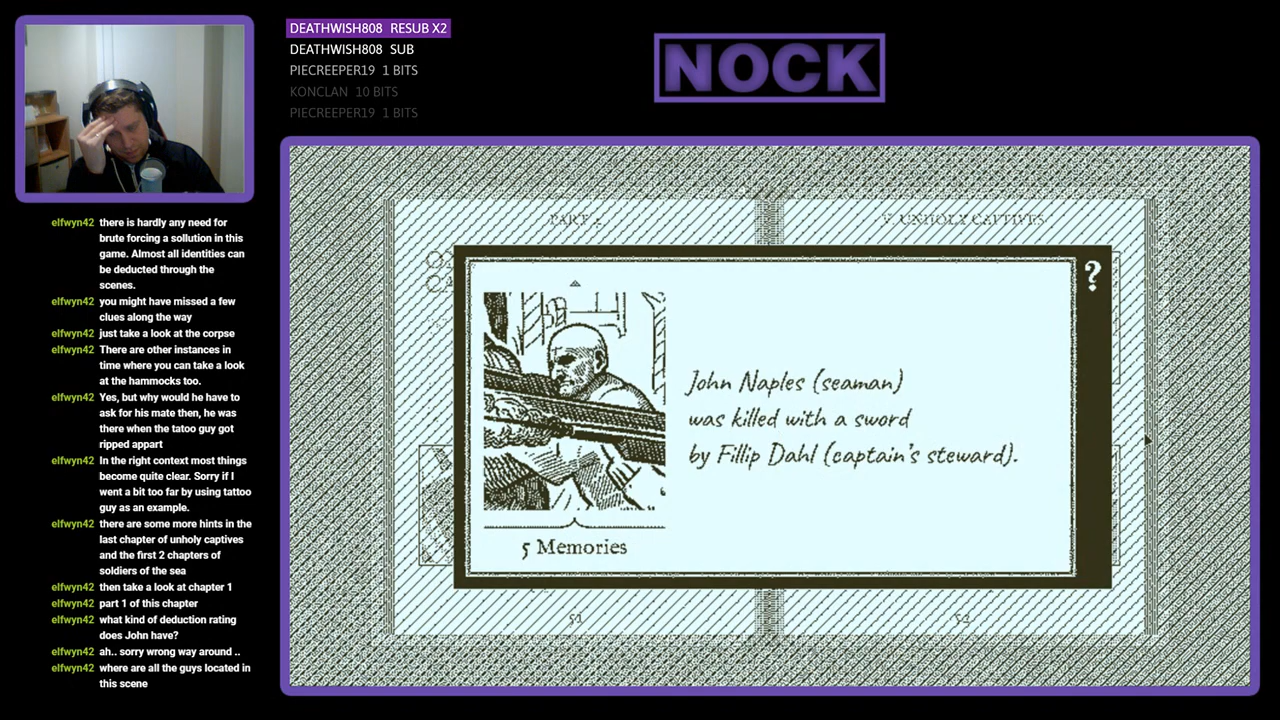 DEATHWISH808 RESUB X2
DEATHWISH808 SUB
PIECREEPER19 1 BITS
KONCLAN 10 BITS
PIECREEPER19 1 BITS
NOCK
elfwyn42 there is hardly any need for
brute forcing a sollution in this
game. Almost all identities can
be deducted through the
scenes.
elfwyn42 you might have missed a few
clues along the way
elfwyn42 just take a look at the corpse
elfwyn42 There are other instances in
time where you can take a look
at the hammocks too.
elfwyn42 Yes, but why would he have to
ask for his mate then, he was
there when the tatoo guy got
ripped appart
elfwyn42 In the right context most things
become quite clear. Sorry if I
went a bit too far by using tattoo
guy as an example.
elfwyn42 there are some more hints in the
last chapter of unholy captives
and the first 2 chapters of
soldiers of the sea
elfwyn42 then take a look at chapter 1
elfwyn42 part 1 of this chapter
elfwyn42 what kind of deduction rating
does John have?
elfwyn42 ah.. sorry wrong way around ..
elfwyn42 where are all the guys located in
this scene
PART 4
V. UNHOLY CAPTIVES
?
John Naples (seaman)
was killed with a sword
by Fillip Dahl (captain's steward).
5 Memories
51
52